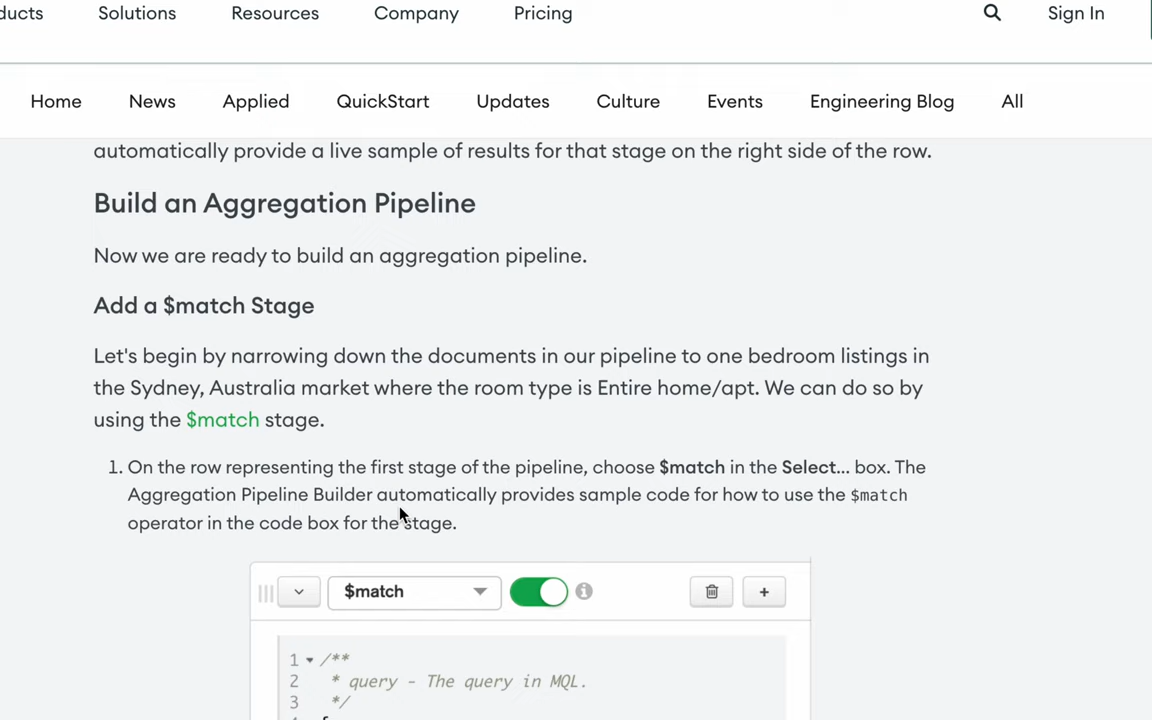 ducts Solutions Resources Company Pricing Sign In
Home News Applied QuickStart Updates Culture Events Engineering Blog All
automatically provide a live sample of results for that stage on the right side of the row.
Build an Aggregation Pipeline
Now we are ready to build an aggregation pipeline.
Add a $match Stage
Let's begin by narrowing down the documents in our pipeline to one bedroom listings in
the Sydney, Australia market where the room type is Entire home/apt. We can do so by
using the $match stage.
1. On the row representing the first stage of the pipeline, choose $match in the Select... box. The
Aggregation Pipeline Builder automatically provides sample code for how to use the $match
operator in the code box for the stage.
$match
1 /**
2 * query - The query in MQL.
3 */